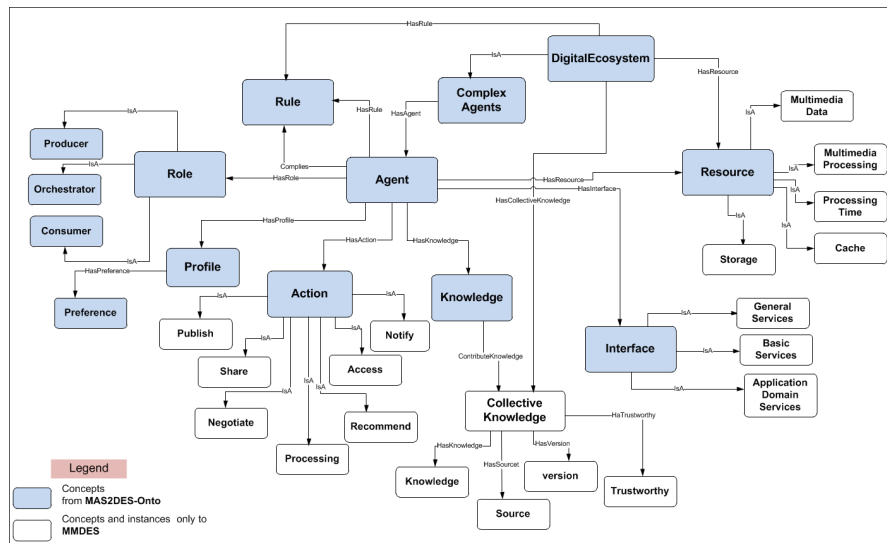 HasRule
DigitalEcosystem
IsA
HasResource
Complex
Agents
Multimedia
Data
IsA
Rule
HasRule
HasAgent
IsA
Producer
Complies
Multimedia
Processing
IsA
IsA
Orchestrator
Role
HasRole
Agent
HasResource
HasInterface
Resource
IsA
Processing
Time
HasCollectiveKnowledge
Consumer
HasProfile
IsA
IsA
IsA
Cache
Storage
HasAction
HasKnowledge
HasPreference
Profile
Preference
IsA
Action
IsA
Knowledge
General
Services
IsA
Publish
Notify
IsA
IsA
Interface
IsA
Basic
Services
Share
Access
ContributeKnowledge
IsA
IsA
IsA
IsA
Application
Domain
Services
Negotiate
Recommend
Collective
Knowledge
HaTrustworthy
Processing
HasKnowledge
HasVersion
HasSourcet
Legend
Knowledge
version
Trustworthy
Source
Concepts
from MAS2DES-Onto
Concepts and instances only to
MMDES